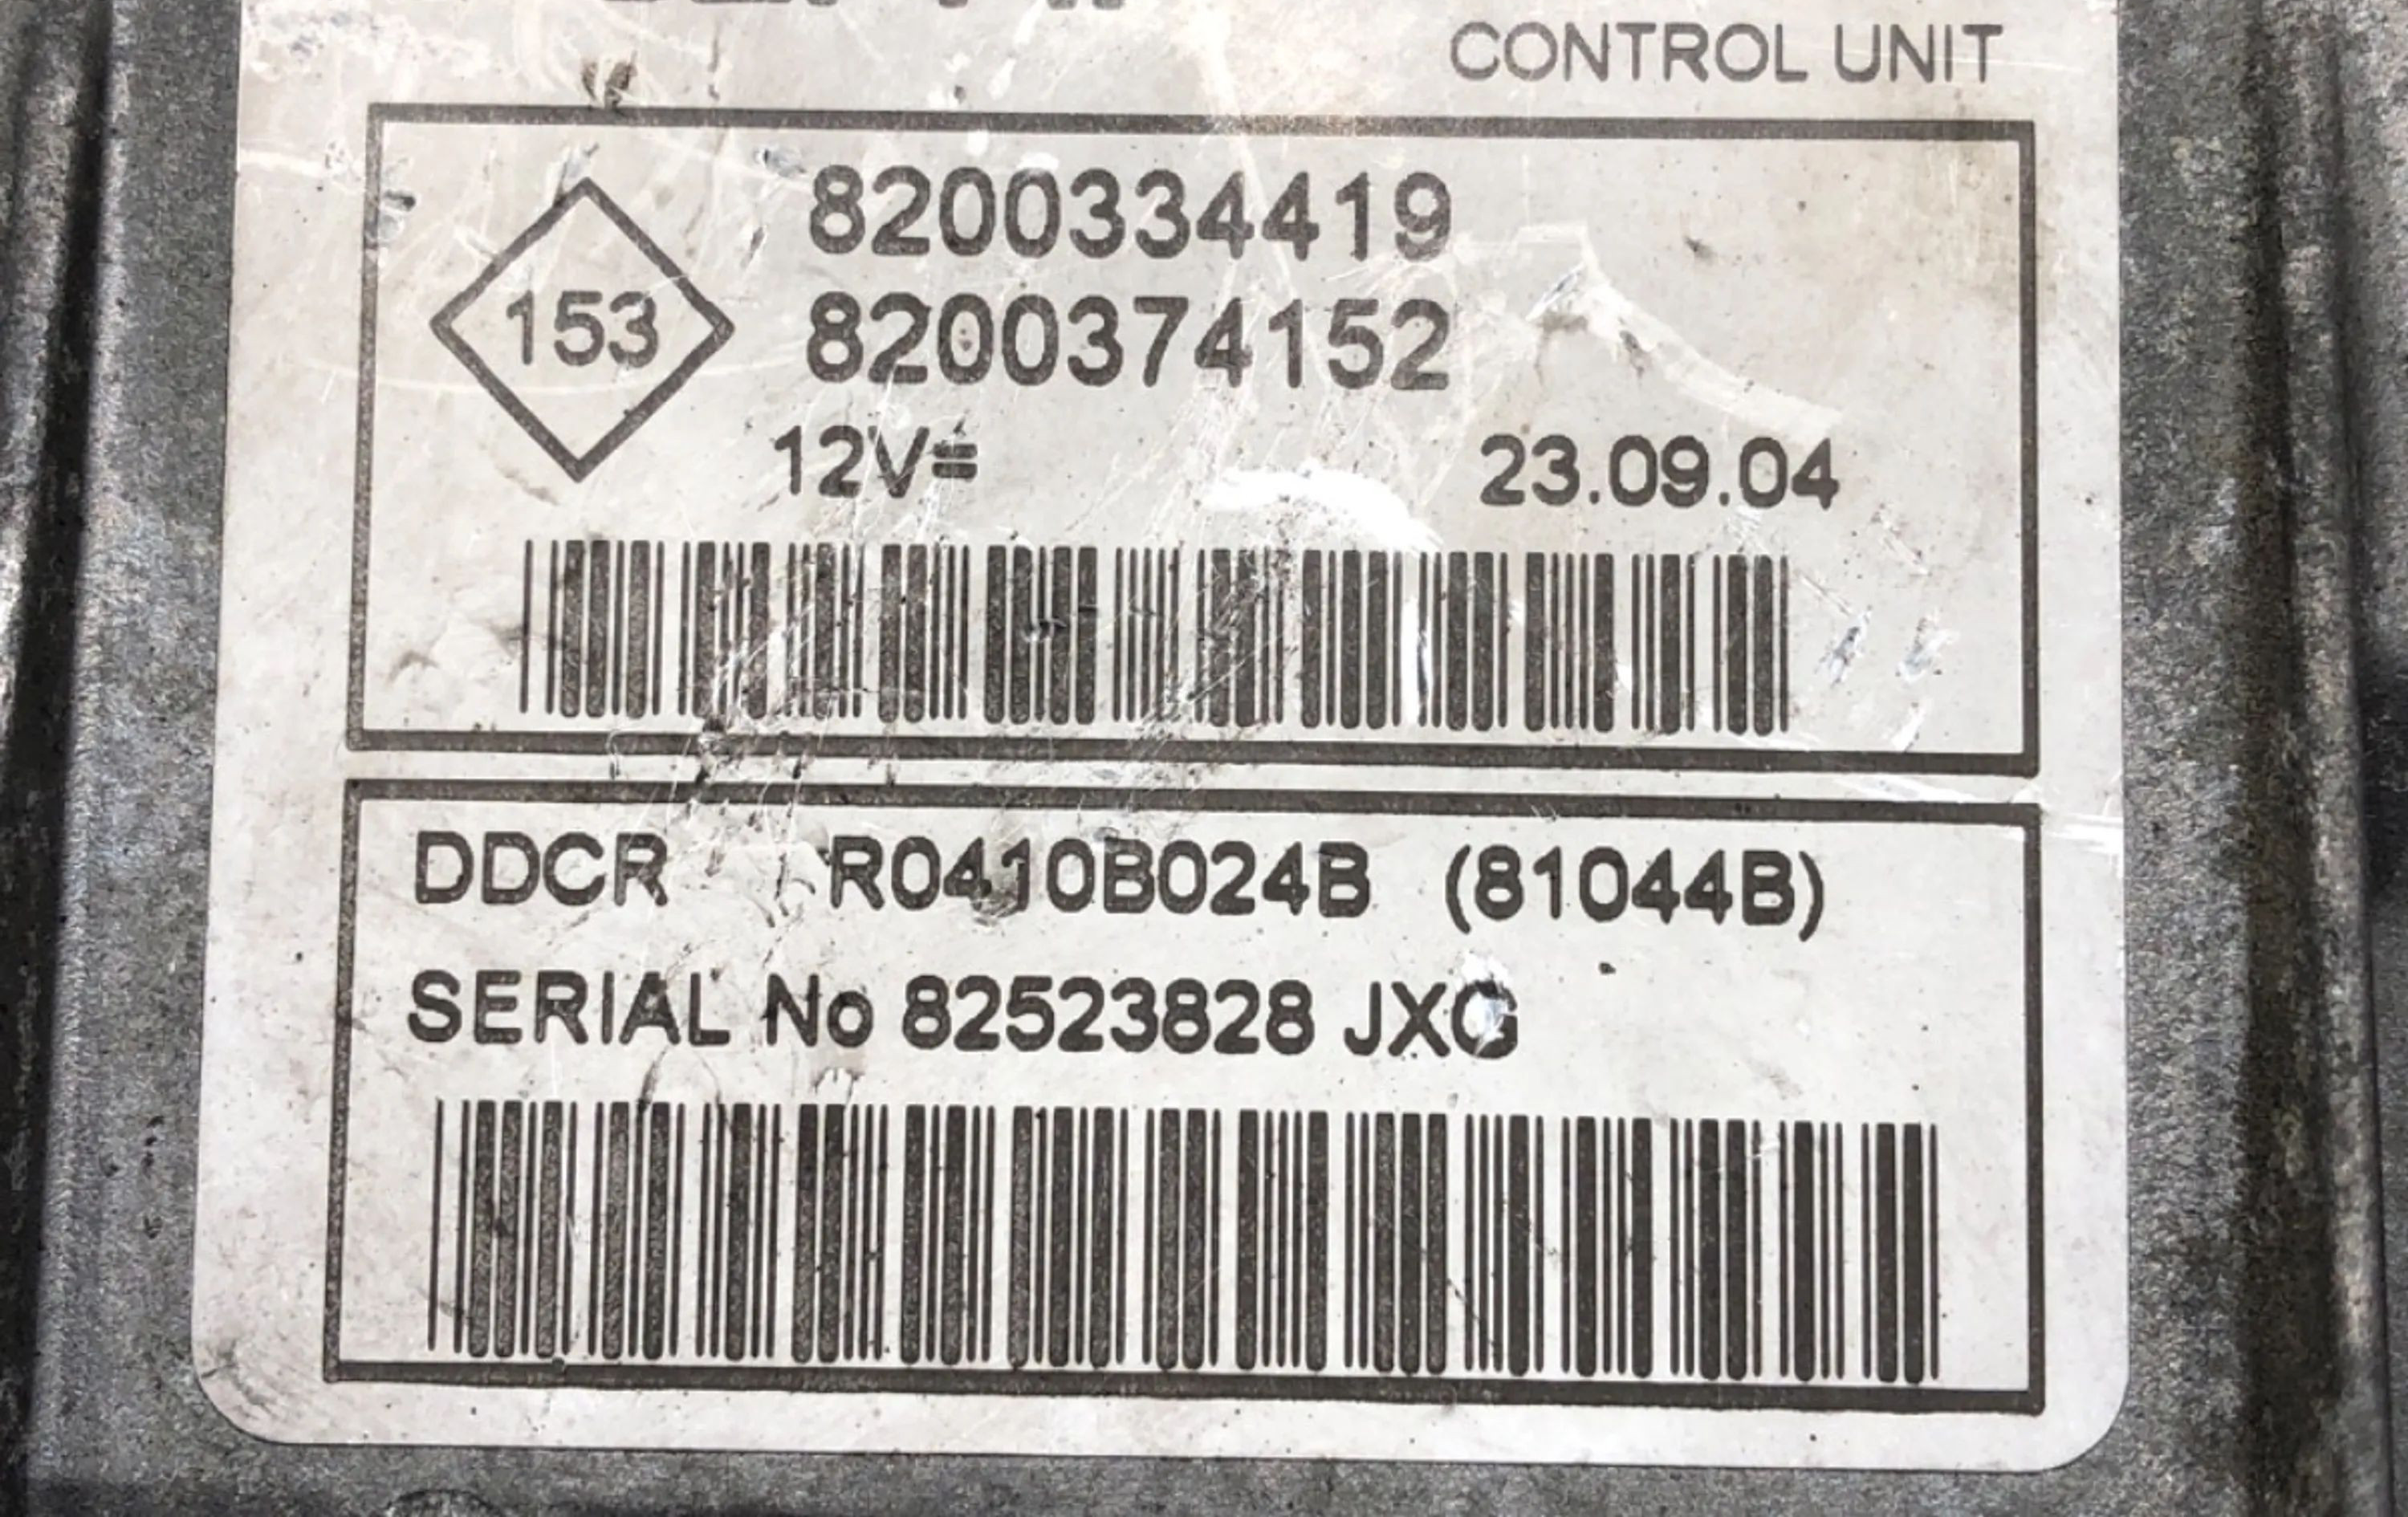 CONTROL UNIT
8200334419
153
8200374152
12V= 23.09.04
DDCR R0410B024B (81044B)
SERIAL No 82523828 JXG